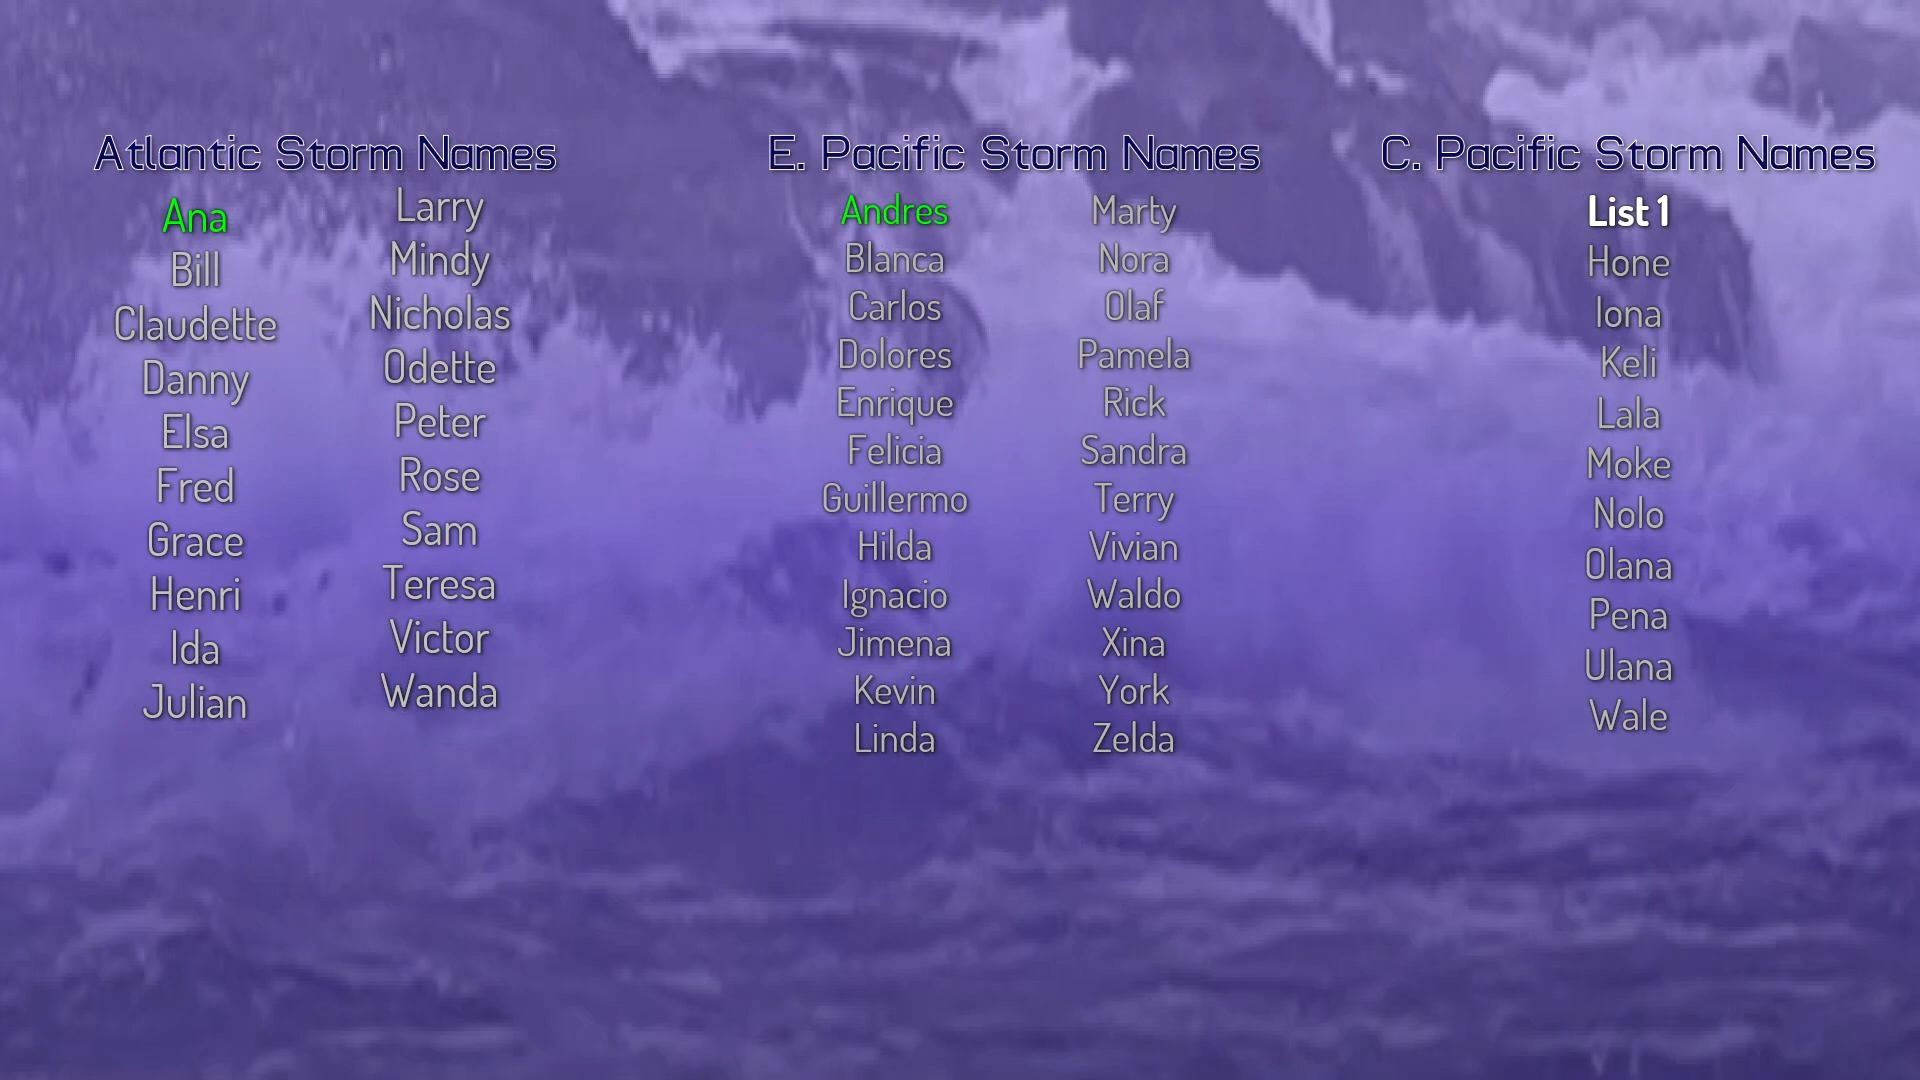 Atlantic Storm Names
Ana
Bill
Claudette
Danny
Elsa
Fred
Grace
Henri
Ida
Julian
Larry
Mindy
Nicholas
Odette
Peter
Rose
Sam
Teresa
Victor
Wanda
E. Pacific Storm Names
Andres
Blanca
Carlos
Dolores
Enrique
Felicia
Guillermo
Hilda
Ignacio
Jimena
Kevin
Linda
Marty
Nora
Olaf
Pamela
Rick
Sandra
Terry
Vivian
Waldo
Xina
York
Zelda
C. Pacific Storm Names
List 1
Hone
Iona
Keli
Lala
Moke
Nolo
Olana
Pena
Ulana
Wale